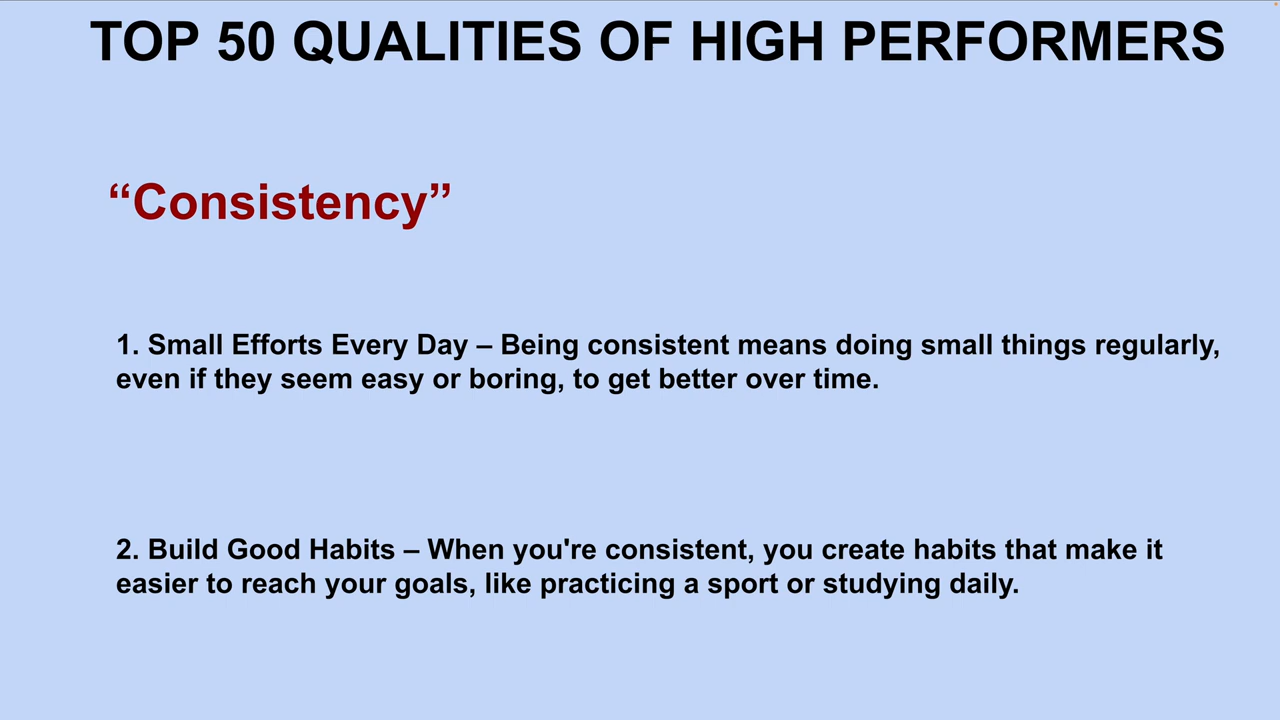 TOP 50 QUALITIES OF HIGH PERFORMERS
“Consistency”
1. Small Efforts Every Day – Being consistent means doing small things regularly,
even if they seem easy or boring, to get better over time.
2. Build Good Habits – When you're consistent, you create habits that make it
easier to reach your goals, like practicing a sport or studying daily.